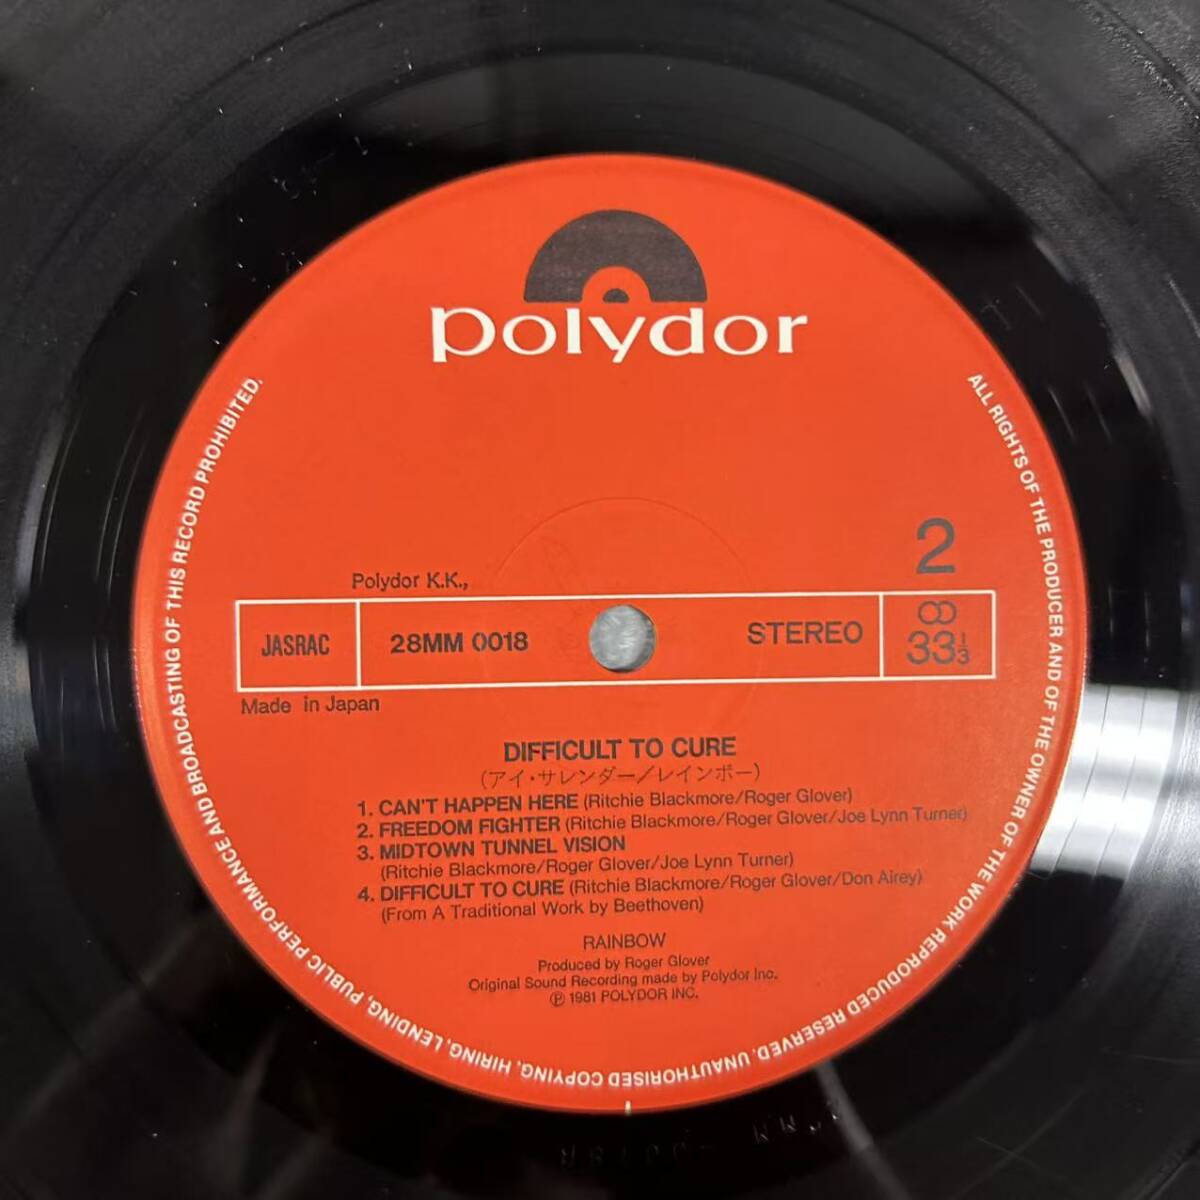 polydor
2
Polydor K.K.,
JASRAC
28MM 0018
STEREO
33 1/3
Made in Japan
DIFFICULT TO CURE
(アイ・サレンダー/レインボー)
1. CAN'T HAPPEN HERE (Ritchie Blackmore/Roger Glover)
2. FREEDOM FIGHTER (Ritchie Blackmore/Roger Glover/Joe Lynn Turner)
3. MIDTOWN TUNNEL VISION
(Ritchie Blackmore/Roger Glover/Joe Lynn Turner)
4. DIFFICULT TO CURE (Ritchie Blackmore/Roger Glover/Don Airey)
(From A Traditional Work by Beethoven)
RAINBOW
Produced by Roger Glover
Original Sound Recording made by Polydor Inc.
℗ 1981 POLYDOR INC.
ALL RIGHTS OF THE PRODUCER AND OF THE OWNER OF THE WORK REPRODUCED RESERVED. UNAUTHORISED COPYING, HIRING, LENDING, PUBLIC PERFORMANCE AND BROADCASTING OF THIS RECORD PROHIBITED.